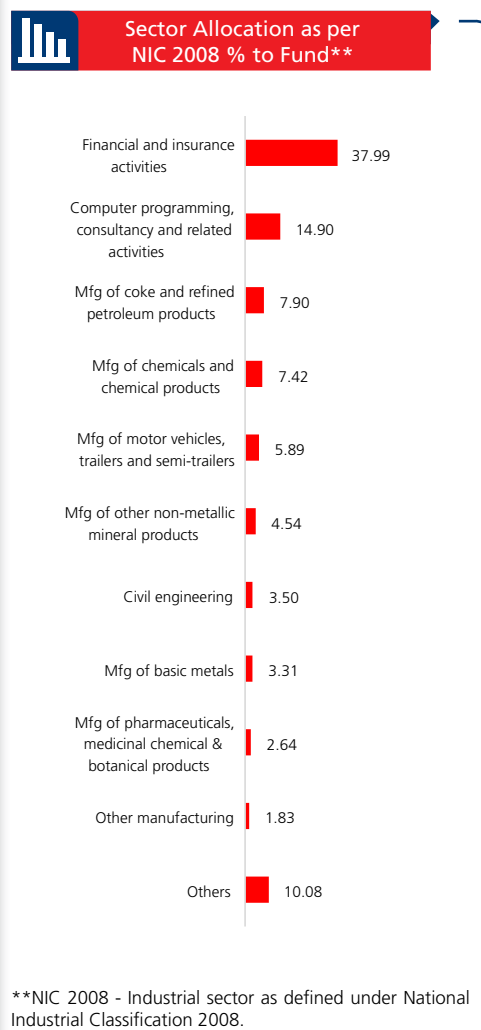 Sector Allocation as per
NIC 2008 % to Fund**
Financial and insurance
activities
37.99
Computer programming,
consultancy and related
activities
14.90
Mfg of coke and refined
petroleum products
7.90
Mfg of chemicals and
chemical products
7.42
Mfg of motor vehicles,
trailers and semi-trailers
5.89
Mfg of other non-metallic
mineral products
4.54
Civil engineering
3.50
Mfg of basic metals
3.31
Mfg of pharmaceuticals,
medicinal chemical &
botanical products
2.64
Other manufacturing
1.83
Others
10.08
**NIC 2008 - Industrial sector as defined under National
Industrial Classification 2008.